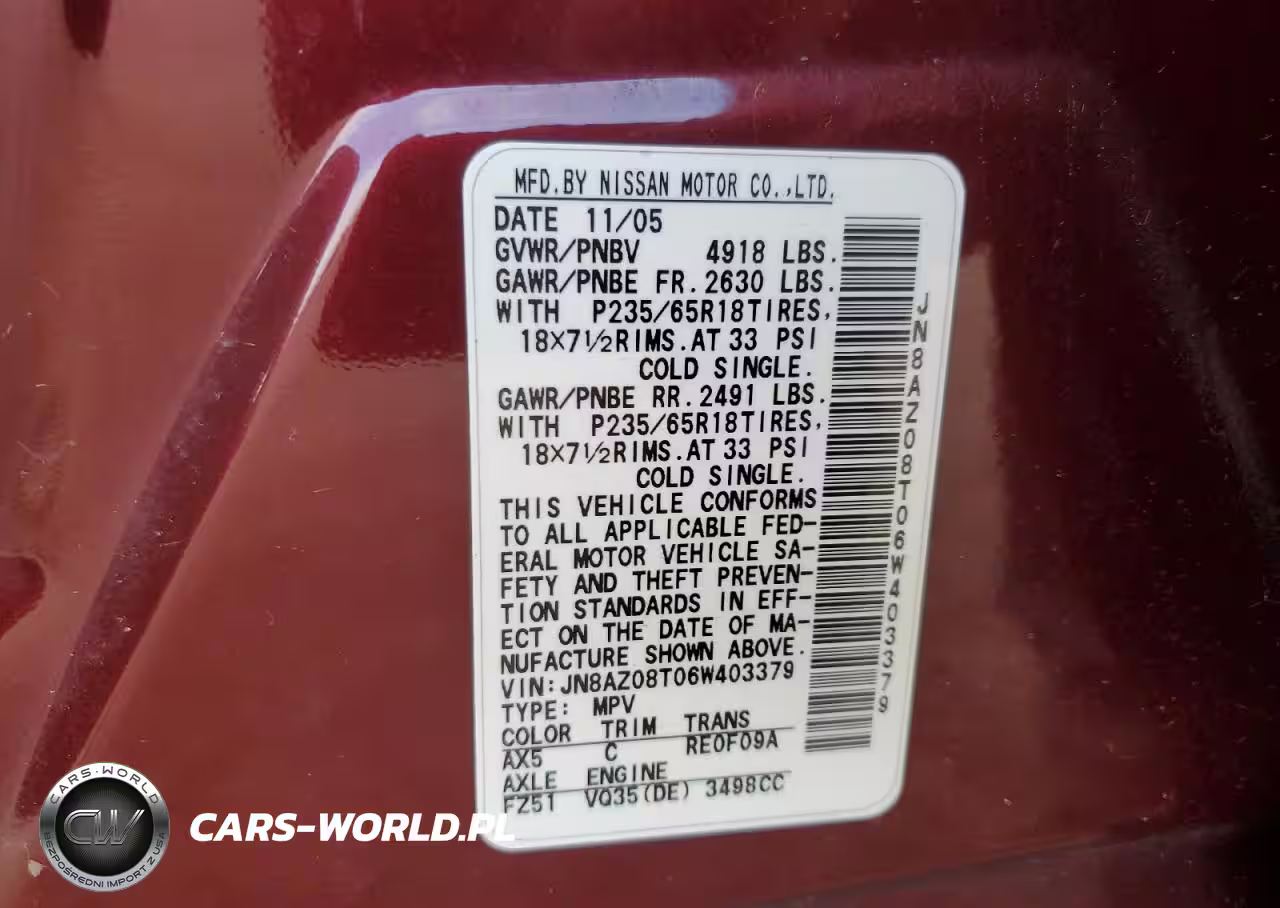 MFD.BY NISSAN MOTOR CO.,LTD.
DATE 11/05
GVWR/PNBV 4918 LBS.
GAWR/PNBE FR.2630 LBS.
WITH P235/65R18TIRES,
18×7½RIMS.AT 33 PSI
COLD SINGLE.
GAWR/PNBE RR.2491 LBS.
WITH P235/65R18TIRES,
18×7½RIMS.AT 33 PSI
COLD SINGLE.
THIS VEHICLE CONFORMS
TO ALL APPLICABLE FED-
ERAL MOTOR VEHICLE SA-
FETY AND THEFT PREVEN-
TION STANDARDS IN EFF-
ECT ON THE DATE OF MA-
NUFACTURE SHOWN ABOVE.
VIN:JN8AZ08T06W403379
TYPE: MPV
COLOR TRIM TRANS
AX5 C RE0F09A
AXLE ENGINE
FZ51 VQ35(DE) 3498CC
JN8AZ08T06W403379
CARS-WORLD
CW
BEZPOŚREDNI IMPORT Z USA
CARS-WORLD.PL